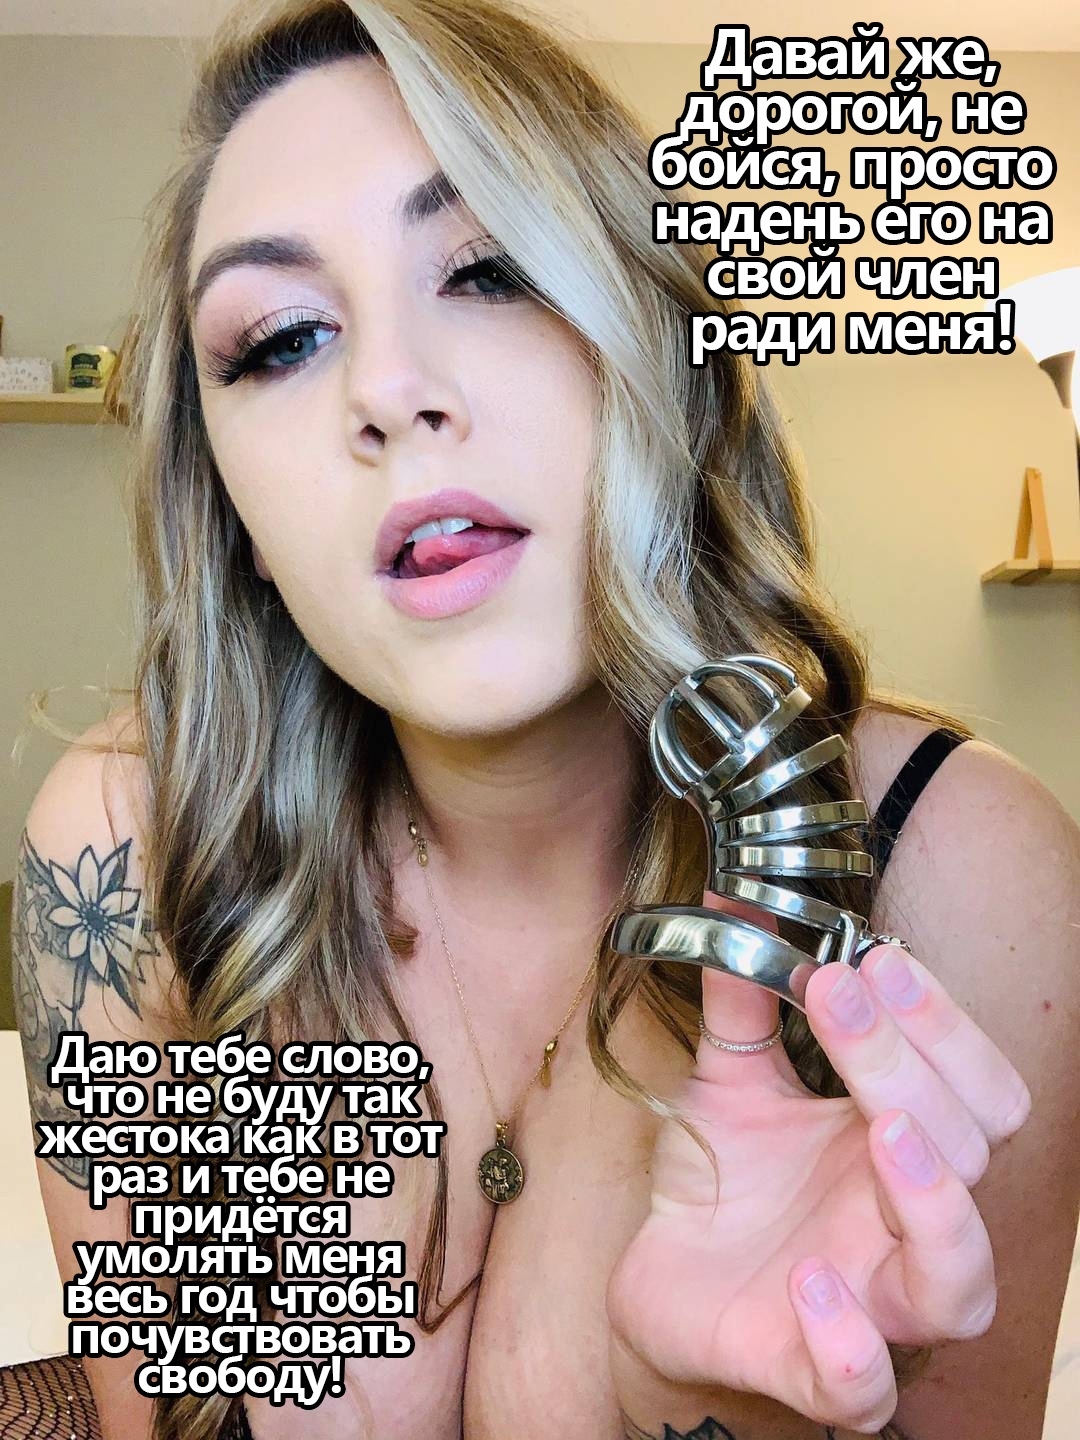 Давай же,
дорогой, не
бойся, просто
надень его на
свой член
ради меня!
Даю тебе слово,
что не буду так
жестока как в тот
раз и тебе не
придётся
умолять меня
весь год чтобы
почувствовать
свободу!